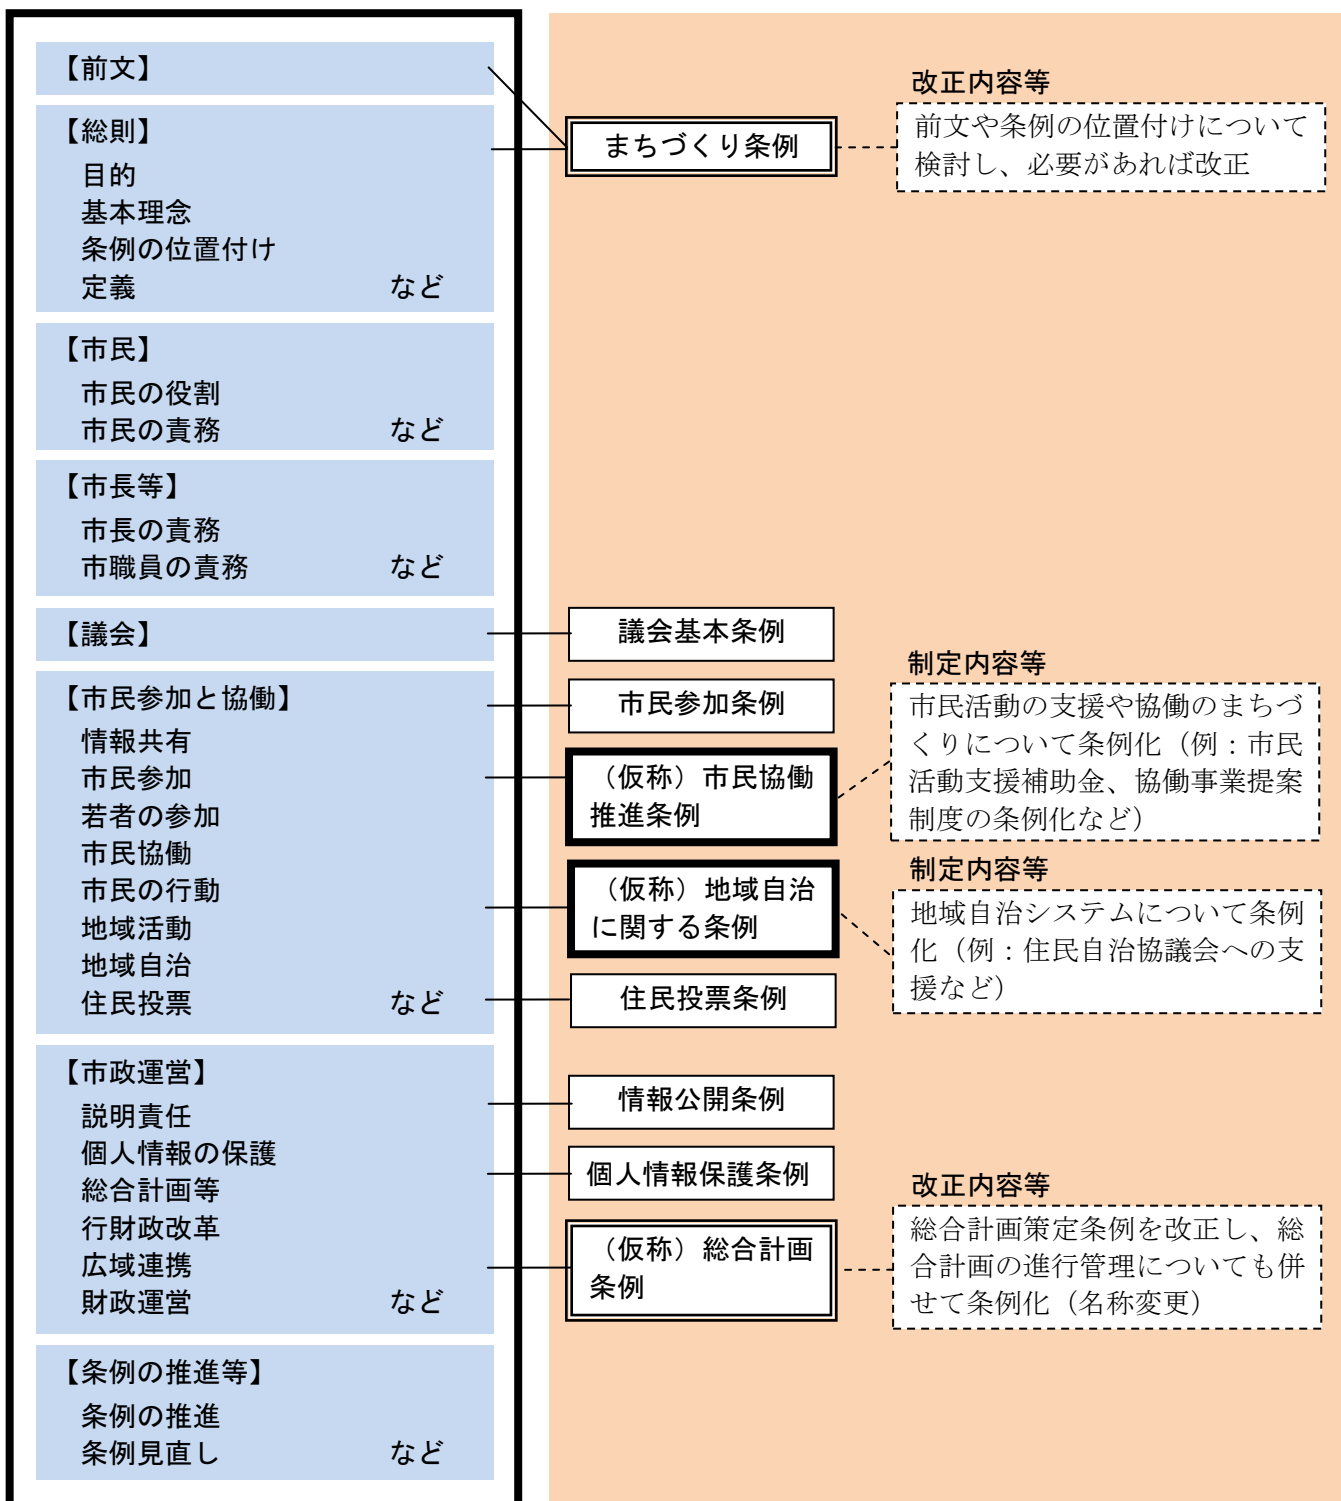 【前文】
【総則】
目的
基本理念
条例の位置付け
定義 など
【市民】
市民の役割
市民の責務 など
【市長等】
市長の責務
市職員の責務 など
【議会】
【市民参加と協働】
情報共有
市民参加
若者の参加
市民協働
市民の行動
地域活動
地域自治
住民投票 など
【市政運営】
説明責任
個人情報の保護
総合計画等
行財政改革
広域連携
財政運営 など
【条例の推進等】
条例の推進
条例見直し など
まちづくり条例
改正内容等
前文や条例の位置付けについて
検討し、必要があれば改正
議会基本条例
市民参加条例
（仮称）市民協働
推進条例
制定内容等
市民活動の支援や協働のまちづ
くりについて条例化（例：市民
活動支援補助金、協働事業提案
制度の条例化など）
（仮称）地域自治
に関する条例
制定内容等
地域自治システムについて条例
化（例：住民自治協議会への支
援など）
住民投票条例
情報公開条例
個人情報保護条例
（仮称）総合計画
条例
改正内容等
総合計画策定条例を改正し、総
合計画の進行管理についても併
せて条例化（名称変更）